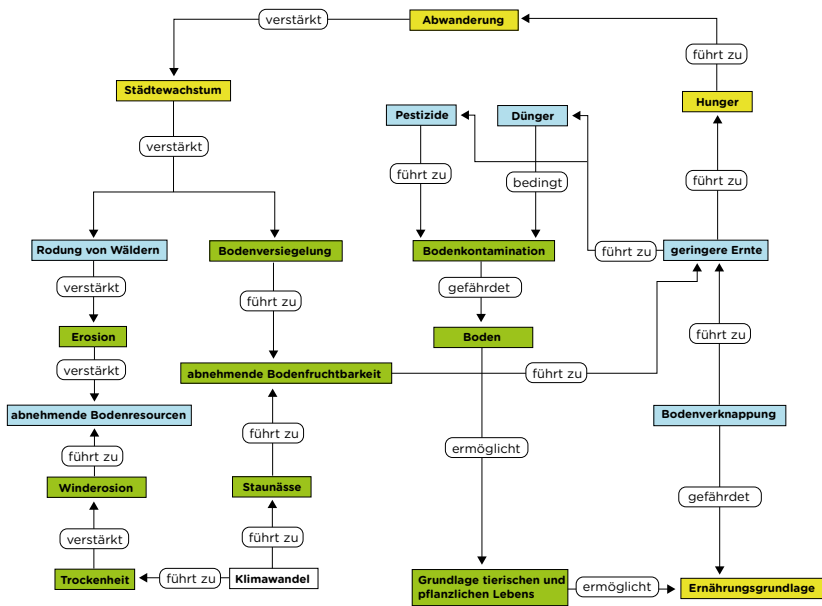 verstärkt
Abwanderung
führt zu
Städtewachstum
Hunger
Pestizide
Dünger
verstärkt
führt zu
bedingt
führt zu
Rodung von Wäldern
Bodenversiegelung
Bodenkontamination
führt zu
geringere Ernte
verstärkt
führt zu
gefährdet
Erosion
Boden
führt zu
verstärkt
abnehmende Bodenfruchtbarkeit
führt zu
abnehmende Bodenresourcen
Bodenverknappung
führt zu
führt zu
ermöglicht
Winderosion
Staunässe
gefährdet
verstärkt
führt zu
Trockenheit
führt zu
Klimawandel
Grundlage tierischen und
pflanzlichen Lebens
ermöglicht
Ernährungsgrundlage